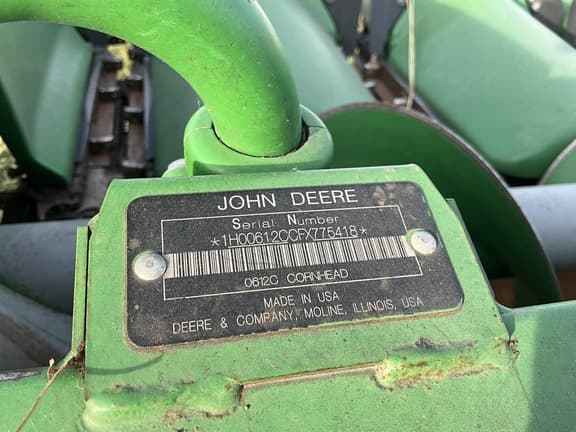 JOHN DEERE
Serial Number
*1H00612CCFX775418*
0612C CORNHEAD
MADE IN USA
DEERE & COMPANY, MOLINE, ILLINOIS, USA